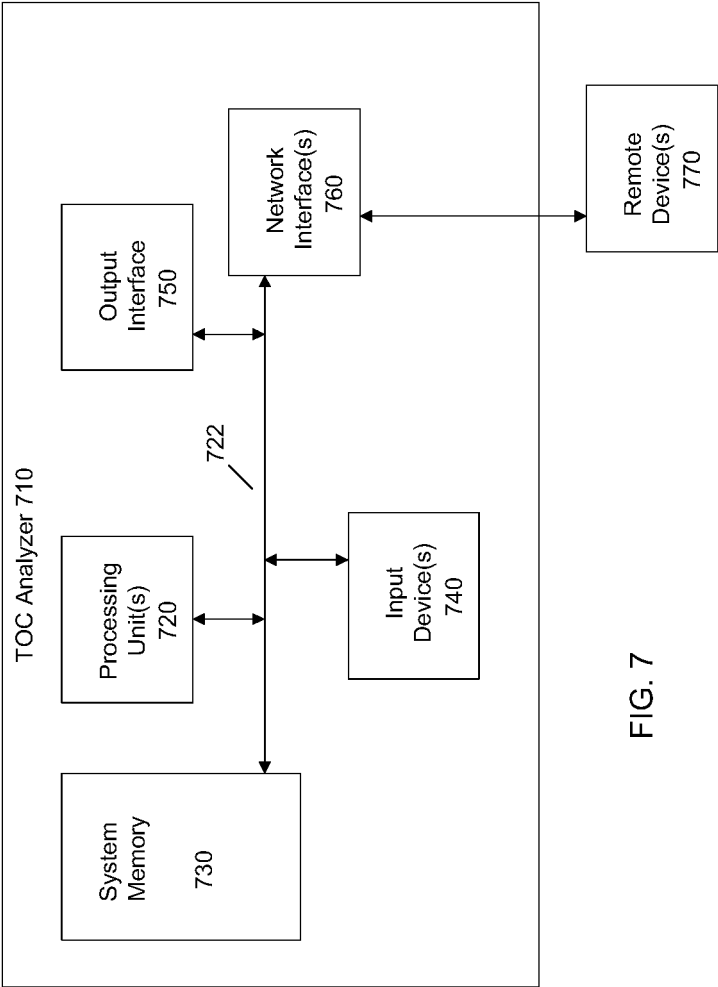 TOC Analyzer 710
System
Memory
730
Processing
Unit(s)
720
Output
Interface
750
722
Network
Interface(s)
760
Input
Device(s)
740
Remote
Device(s)
770
FIG. 7